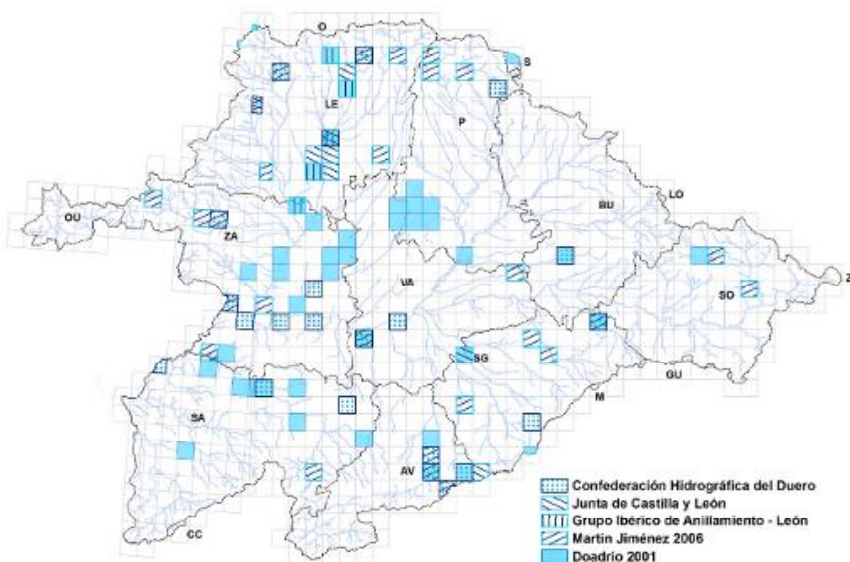 O
S
LE
P
OU
LO
BU
ZA
VA
SO
Z
SG
GU
M
SA
AV
CC
Confederación Hidrográfica del Duero
Junta de Castilla y León
Grupo Ibérico de Anillamiento - León
Martín Jiménez 2006
Doadrio 2001